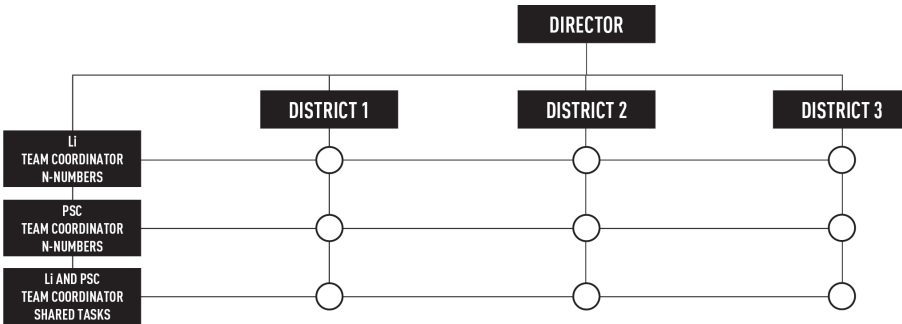 DIRECTOR
DISTRICT 1
DISTRICT 2
DISTRICT 3
Li
TEAM COORDINATOR
N-NUMBERS
PSC
TEAM COORDINATOR
N-NUMBERS
Li AND PSC
TEAM COORDINATOR
SHARED TASKS